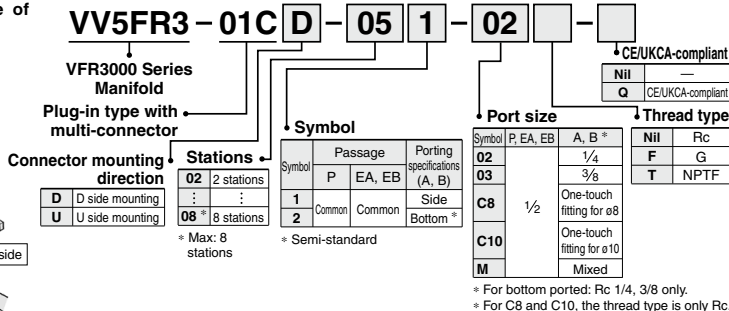 e of
VV5FR3 – 01C D – 05 1 – 02 –
VFR3000 Series
Manifold
Plug-in type with
multi-connector
Connector mounting
direction
D D side mounting
U U side mounting
Stations
02 2 stations
⋮ ⋮
08 * 8 stations
* Max: 8
stations
Symbol
Symbol Passage Porting specifications (A, B)
P EA, EB
1 Common Common Side
2 Bottom *
* Semi-standard
CE/UKCA-compliant
Nil —
Q CE/UKCA-compliant
Port size
Symbol P, EA, EB A, B *
02 1/2 1/4
03 3/8
C8 One-touch fitting for ø8
C10 One-touch fitting for ø10
M Mixed
* For bottom ported: Rc 1/4, 3/8 only.
* For C8 and C10, the thread type is only Rc.
Thread type
Nil Rc
F G
T NPTF
side